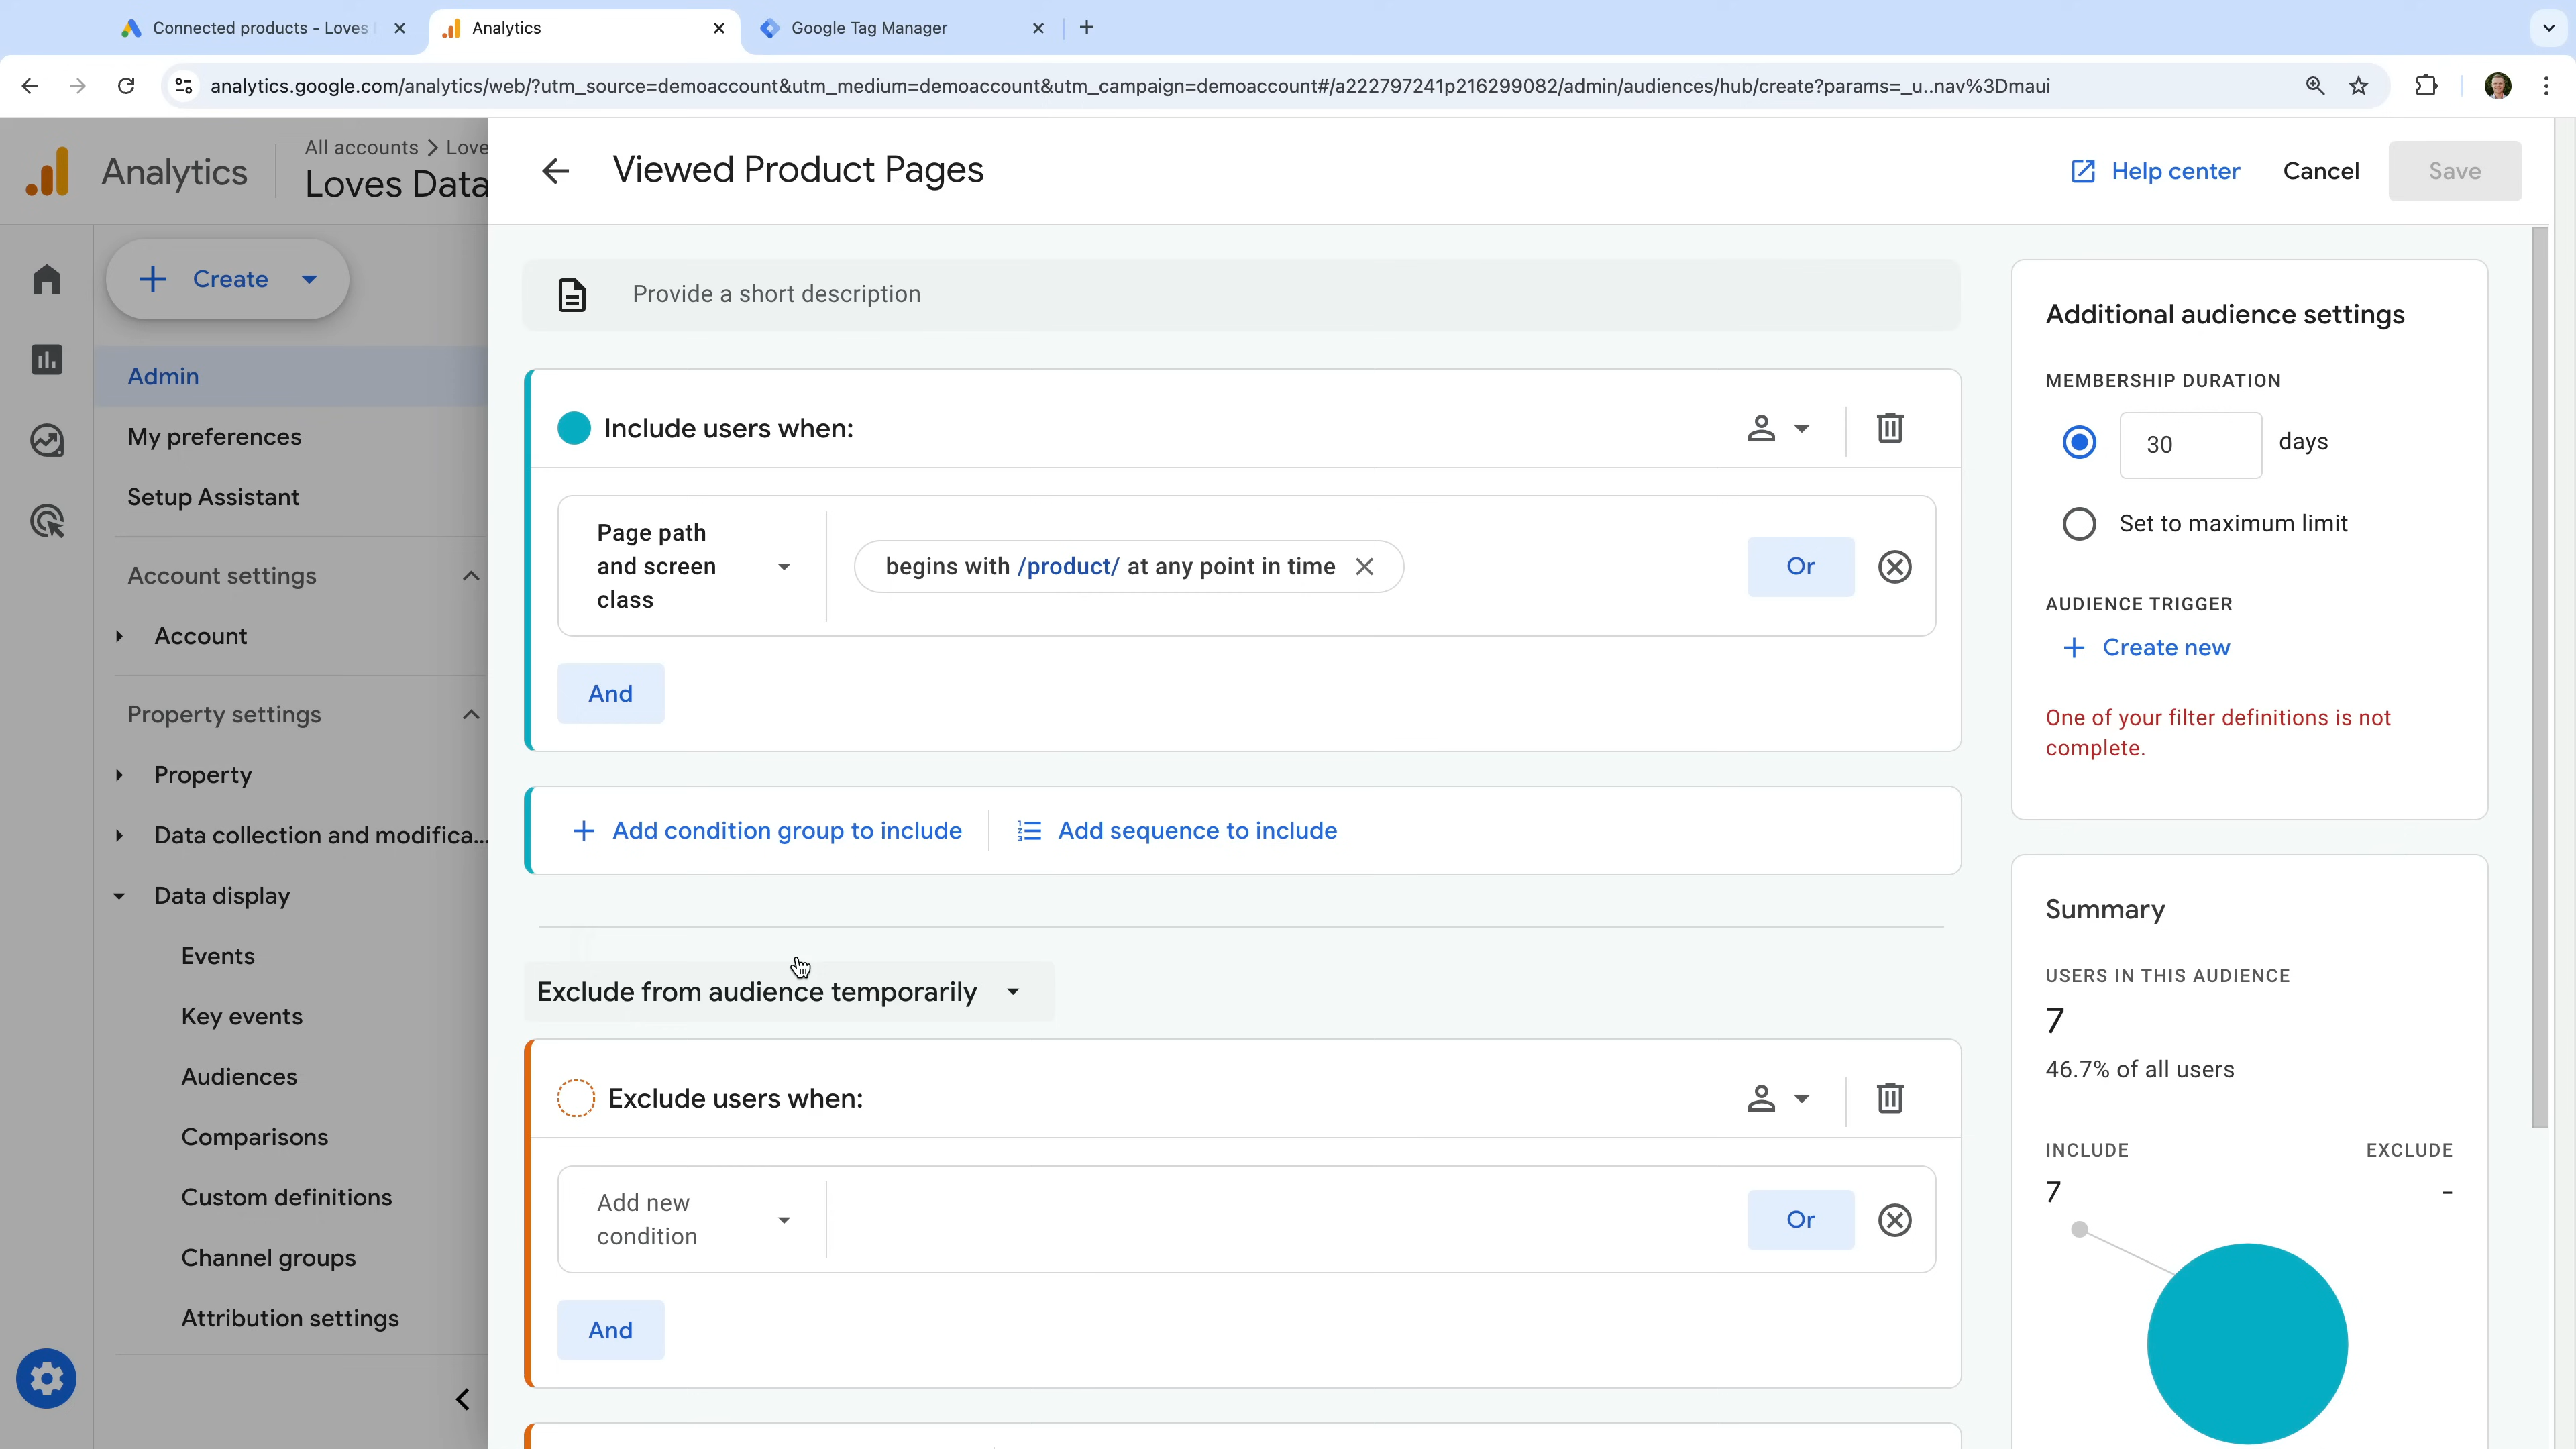 Connected products - Loves
Analytics
Google Tag Manager
analytics.google.com/analytics/web/?utm_source=demoaccount&utm_medium=demoaccount&utm_campaign=demoaccount#/a222797241p216299082/admin/audiences/hub/create?params=_u..nav%3Dmaui
Analytics
All accounts > Love
Loves Data
Viewed Product Pages
Help center
Cancel
Save
Create
Admin
My preferences
Setup Assistant
Account settings
Account
Property settings
Property
Data collection and modifica...
Data display
Events
Key events
Audiences
Comparisons
Custom definitions
Channel groups
Attribution settings
Provide a short description
Include users when:
Page path
and screen
class
begins with /product/ at any point in time
Or
And
Add condition group to include
Add sequence to include
Exclude from audience temporarily
Exclude users when:
Add new
condition
Or
And
Additional audience settings
MEMBERSHIP DURATION
30 days
Set to maximum limit
AUDIENCE TRIGGER
Create new
One of your filter definitions is not
complete.
Summary
USERS IN THIS AUDIENCE
7
46.7% of all users
INCLUDE EXCLUDE
7 -